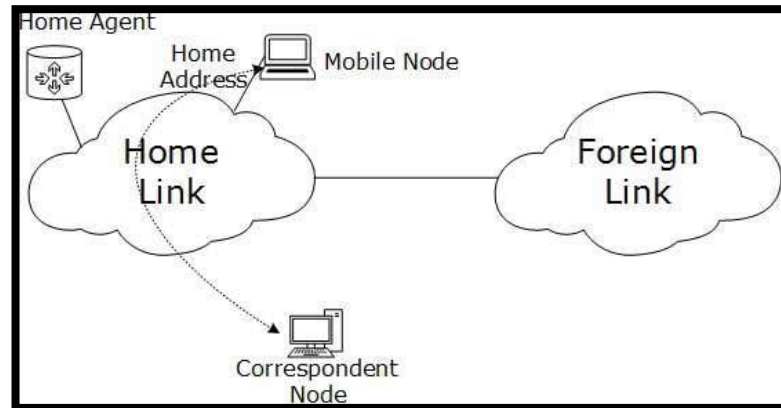 Home Agent
Home
Address
Mobile Node
Home
Link
Foreign
Link
Correspondent
Node